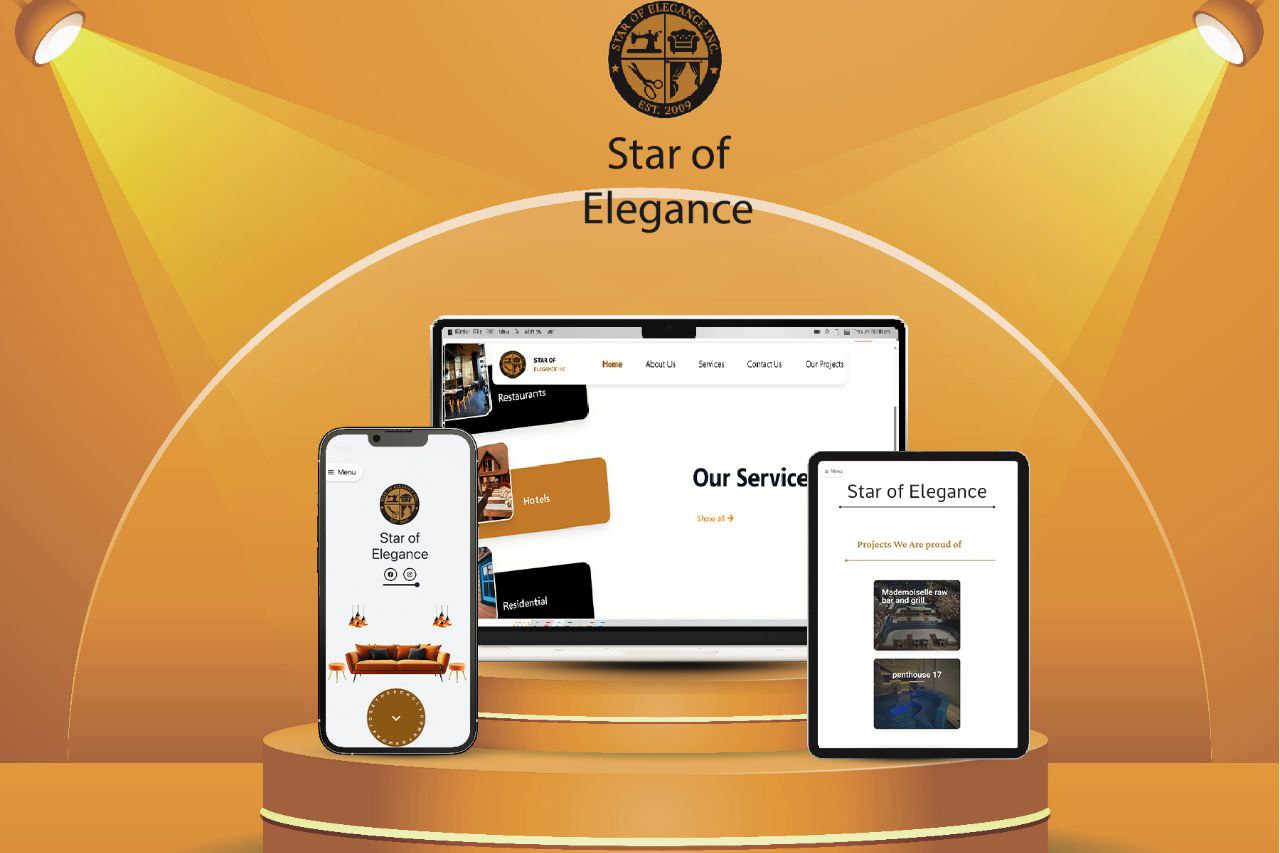 STAR OF ELEGANCE INC.
EST. 2009
Star of
Elegance
STAR OF
ELEGANCE INC
Home
About Us
Services
Contact Us
Our Projects
Restaurants
Hotels
Residential
Our Service
Show all →
Menu
Star of
Elegance
Menu
Star of Elegance
Projects We Are proud of
Mademoiselle raw
bar and grill
penthouse 17